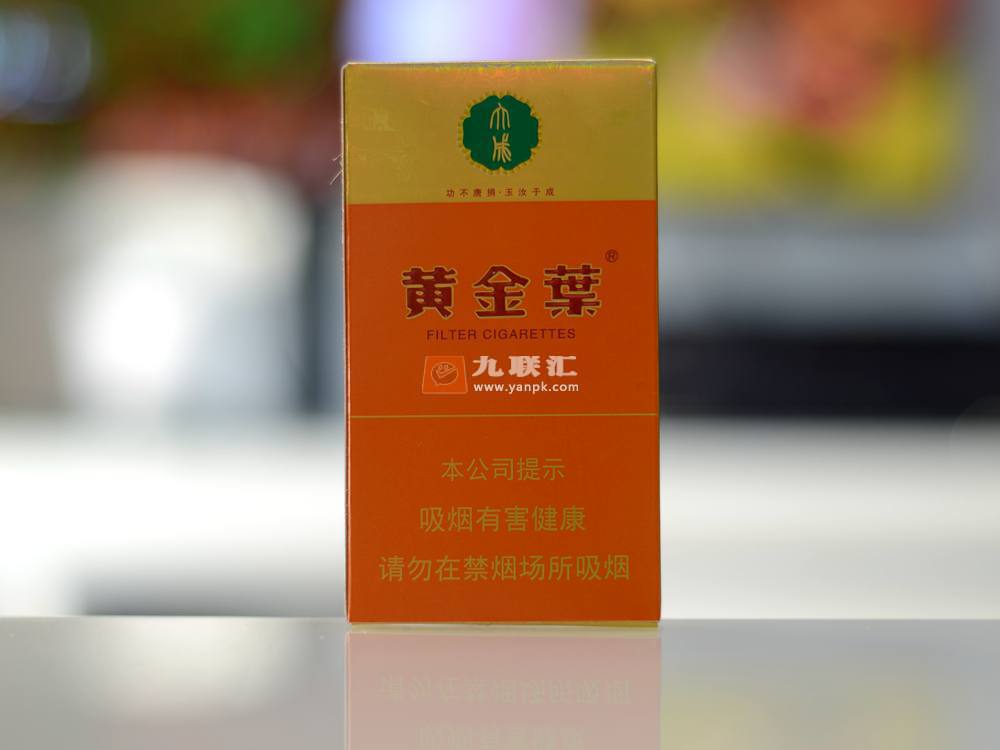 大成
功不唐捐·玉汝于成
黄金葉®
FILTER CIGARETTES
九联汇
www.yanpk.com
本公司提示
吸烟有害健康
请勿在禁烟场所吸烟